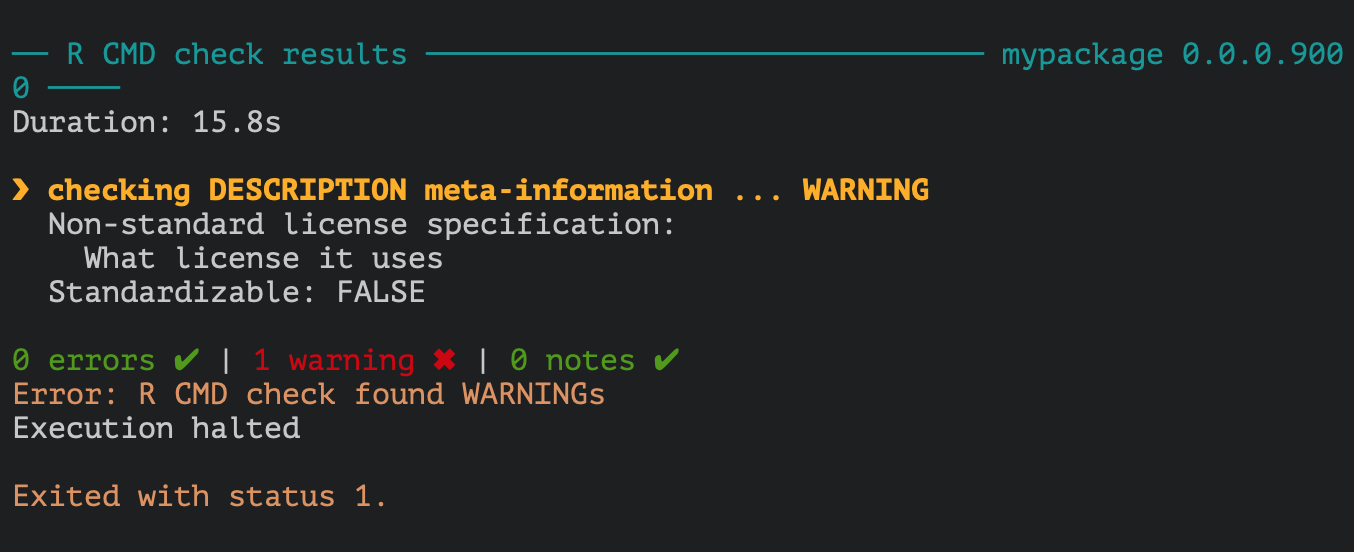 ── R CMD check results ─────────────────────────────── mypackage 0.0.0.900
0 ────
Duration: 15.8s
❯ checking DESCRIPTION meta-information ... WARNING
Non-standard license specification:
What license it uses
Standardizable: FALSE
0 errors ✔ | 1 warning ✖ | 0 notes ✔
Error: R CMD check found WARNINGs
Execution halted
Exited with status 1.